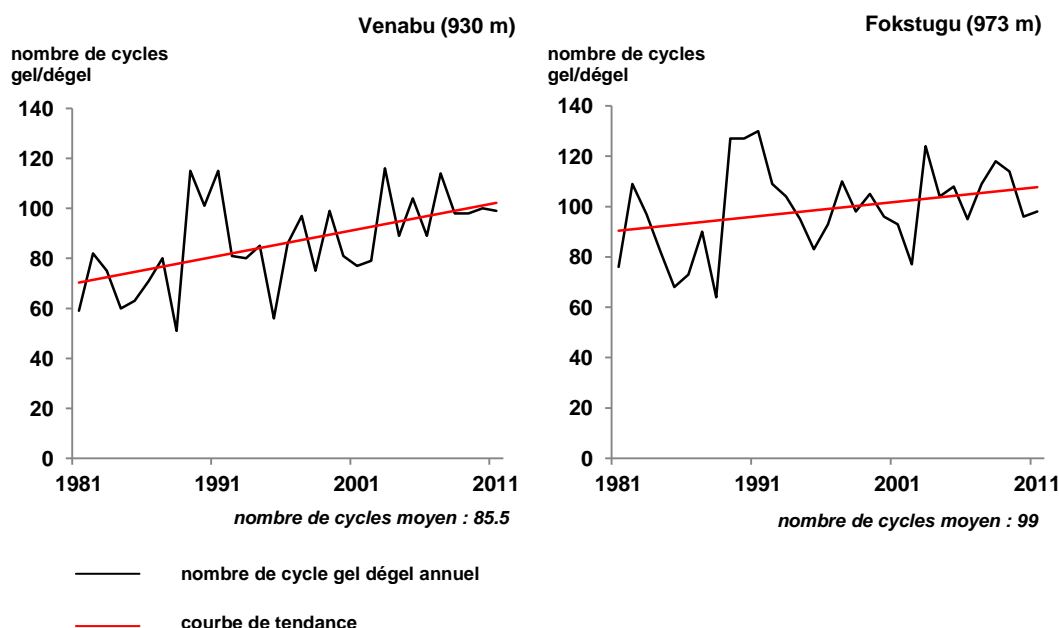 Venabu (930 m)
nombre de cycles
gel/dégel
140
120
100
80
60
40
20
0
1981
1991
2001
2011
nombre de cycles moyen : 85.5
Fokstugu (973 m)
nombre de cycles
gel/dégel
140
120
100
80
60
40
20
0
1981
1991
2001
2011
nombre de cycles moyen : 99
nombre de cycle gel dégel annuel
courbe de tendance